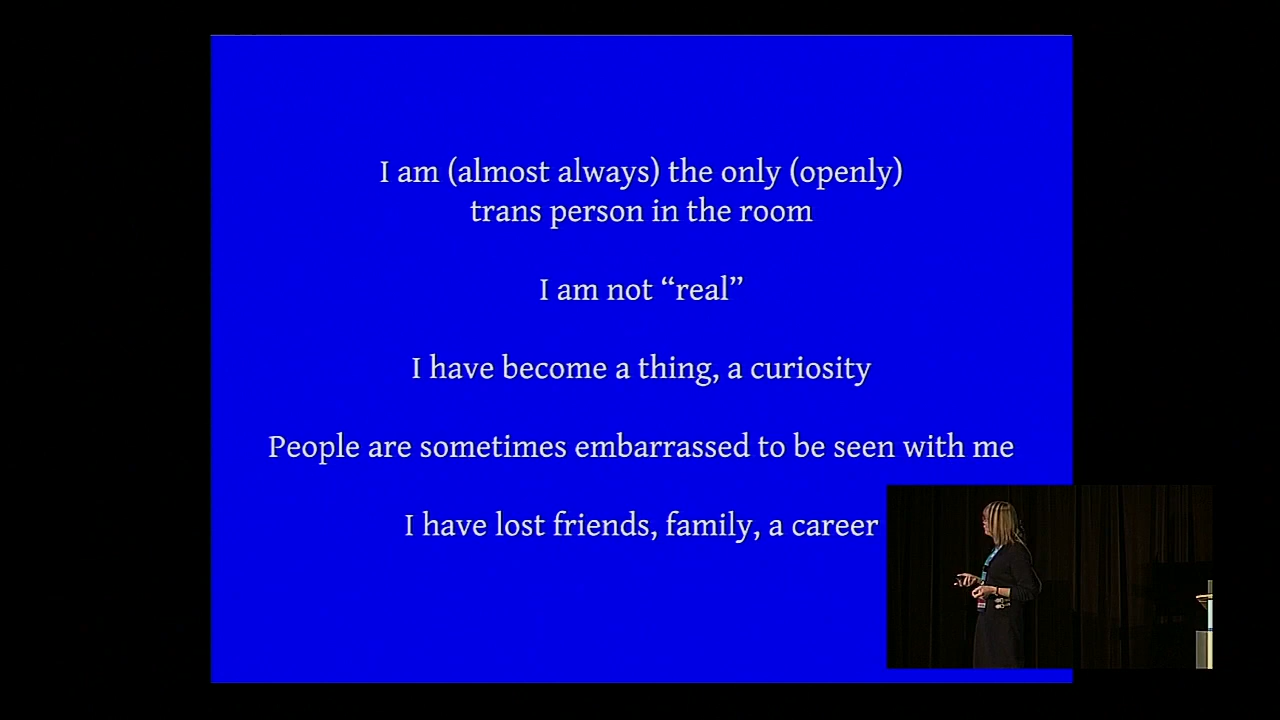 I am (almost always) the only (openly)
trans person in the room
I am not “real”
I have become a thing, a curiosity
People are sometimes embarrassed to be seen with me
I have lost friends, family, a career